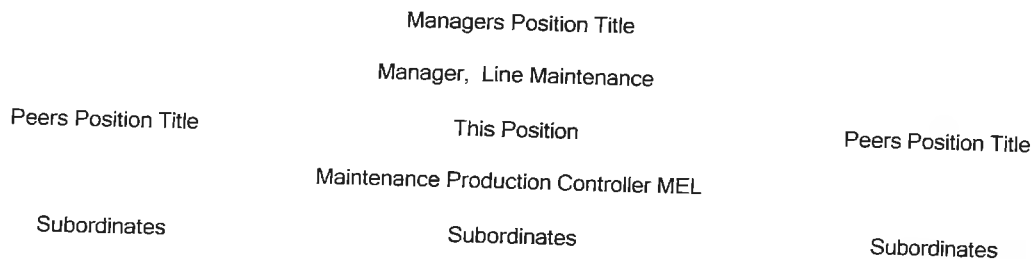 Managers Position Title
Manager, Line Maintenance
Peers Position Title This Position Peers Position Title
Maintenance Production Controller MEL
Subordinates Subordinates Subordinates